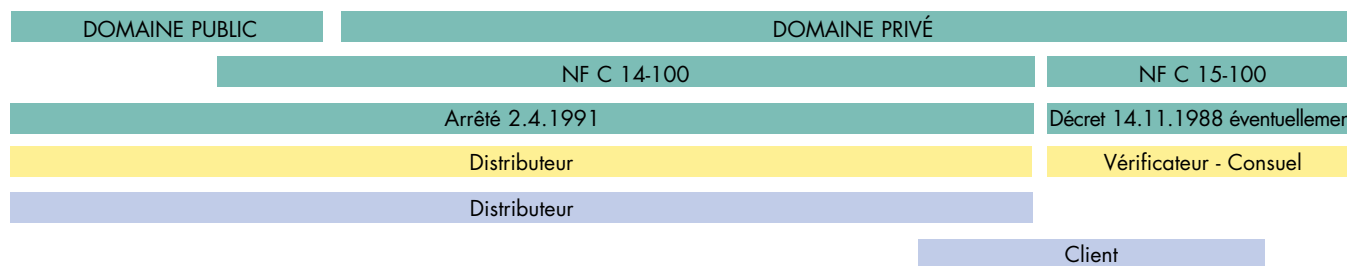 DOMAINE PUBLIC DOMAINE PRIVÉ
NF C 14-100 NF C 15-100
Arrêté 2.4.1991 Décret 14.11.1988 éventuellemen
Distributeur Vérificateur - Consuel
Distributeur
Client